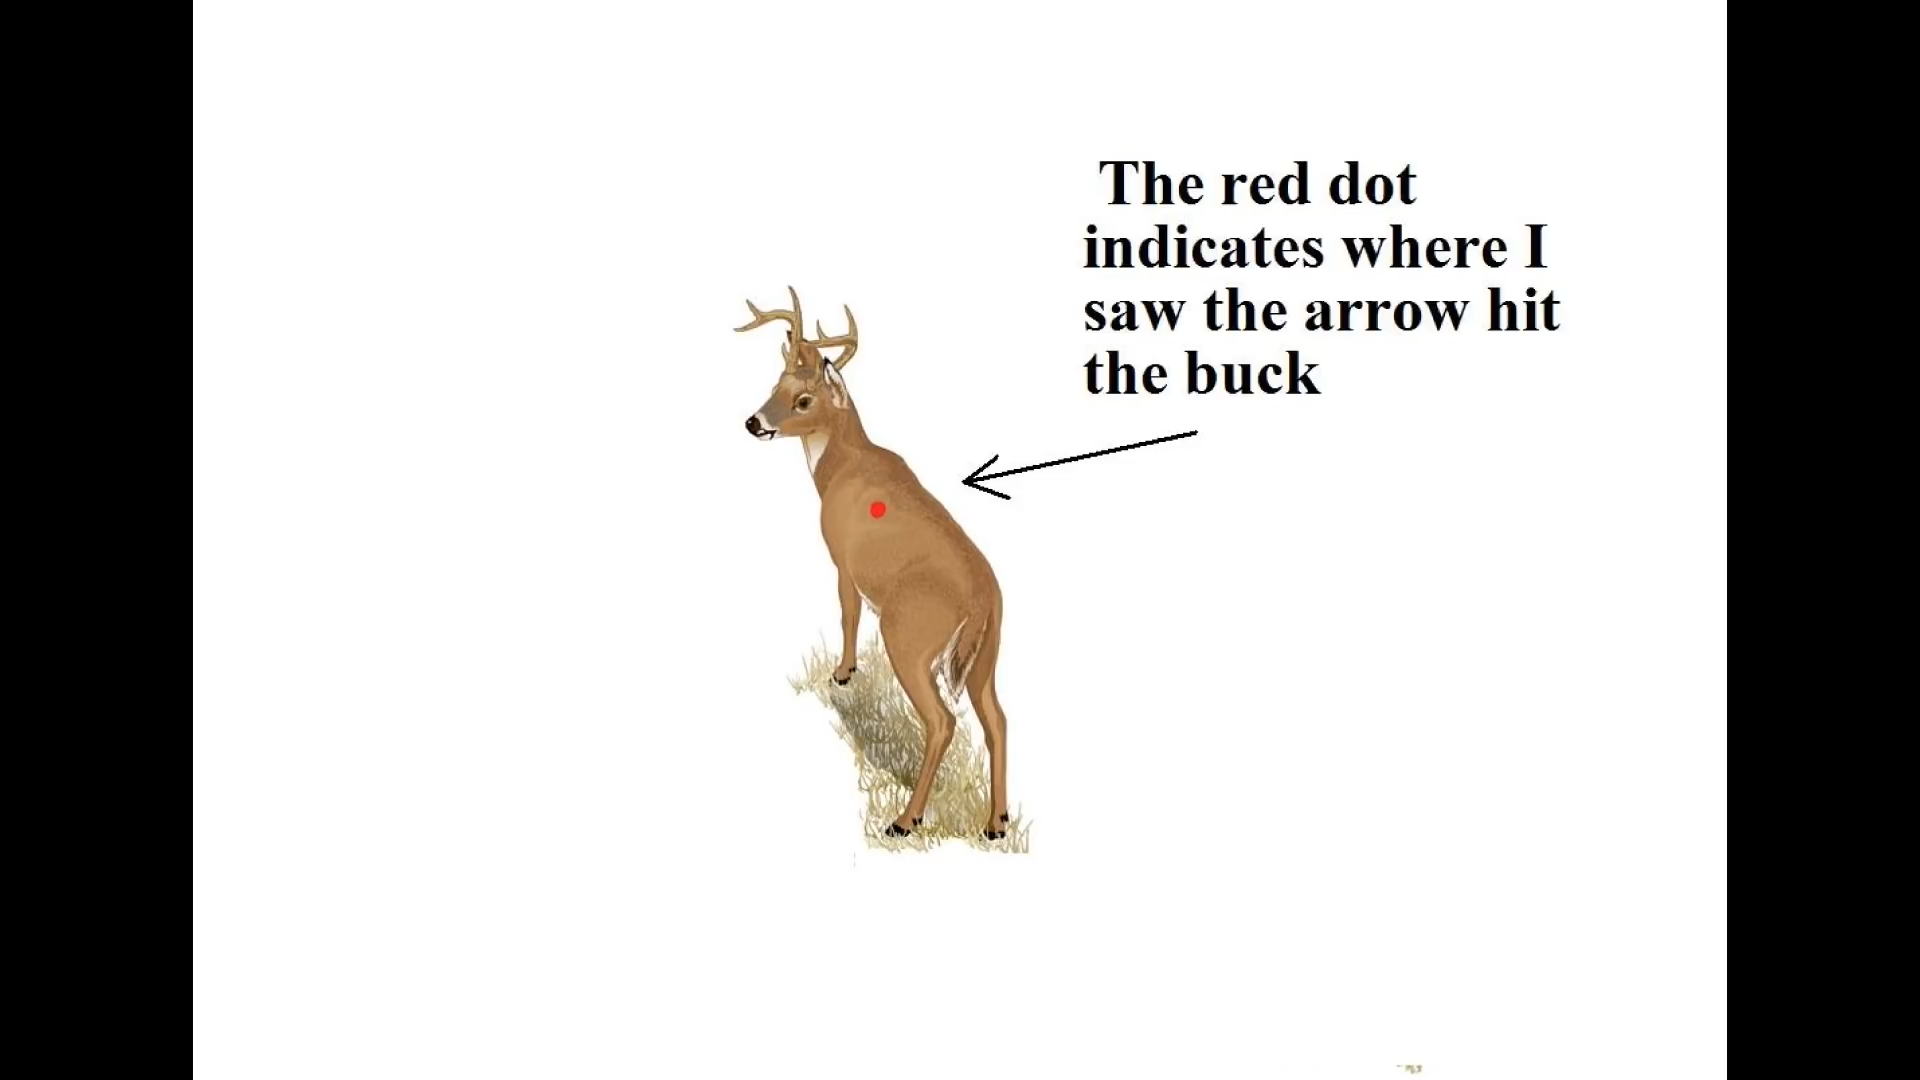 The red dot
indicates where I
saw the arrow hit
the buck